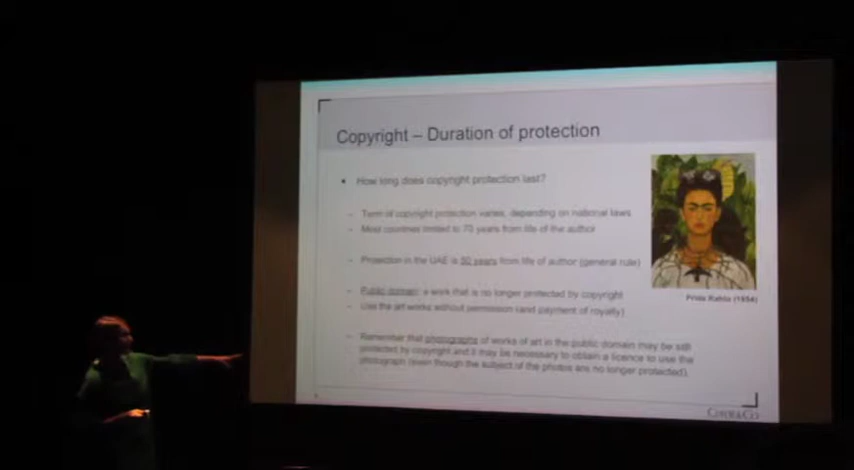 Copyright – Duration of protection
• How long does copyright protection last?
– Term of copyright protection varies, depending on national laws
– Most countries limited to 70 years from life of the author
– Protection in the UAE is 50 years from life of author (general rule)
– Public domain: a work that is no longer protected by copyright
– Use the art works without permission (and payment of royalty)
– Remember that photographs of works of art in the public domain may be still
protected by copyright and it may be necessary to obtain a licence to use the
photograph (even though the subject of the photos are no longer protected).
Frida Kahlo (1954)
CLYDE&CO